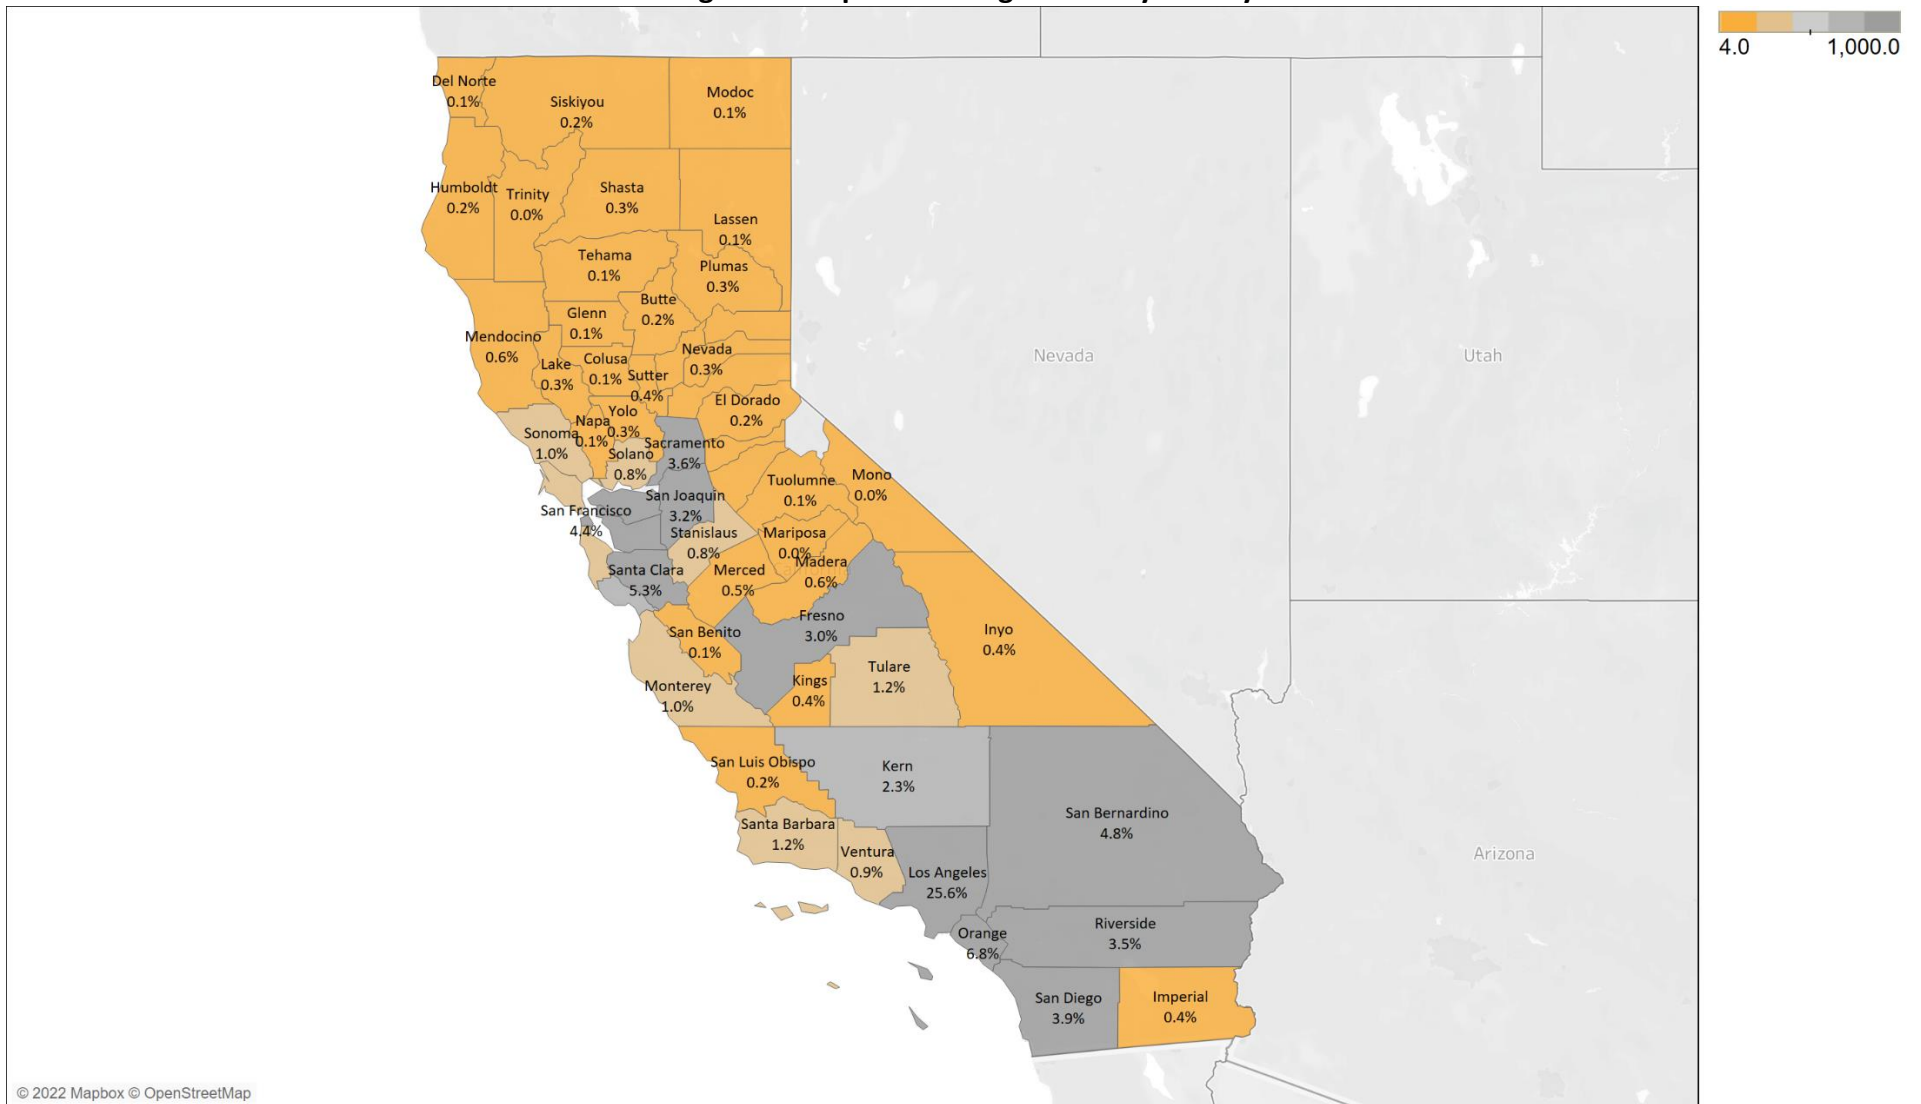 4.0
1,000.0
Del Norte
0.1%
Siskiyou
0.2%
Modoc
0.1%
Humboldt
0.2%
Trinity
0.0%
Shasta
0.3%
Lassen
0.1%
Tehama
0.1%
Plumas
0.3%
Butte
0.2%
Glenn
0.1%
Mendocino
0.6%
Lake
0.3%
Colusa
0.1%
Sutter
0.4%
Nevada
0.3%
El Dorado
0.2%
Yolo
0.3%
Napa
0.1%
Sonoma
1.0%
Solano
0.8%
Sacramento
3.6%
San Joaquin
3.2%
San Francisco
4.4%
Stanislaus
0.8%
Tuolumne
0.1%
Mono
0.0%
Mariposa
0.0%
Madera
0.6%
Merced
0.5%
Santa Clara
5.3%
San Benito
0.1%
Fresno
3.0%
Inyo
0.4%
Monterey
1.0%
Kings
0.4%
Tulare
1.2%
San Luis Obispo
0.2%
Kern
2.3%
San Bernardino
4.8%
Santa Barbara
1.2%
Ventura
0.9%
Los Angeles
25.6%
Orange
6.8%
Riverside
3.5%
San Diego
3.9%
Imperial
0.4%
Nevada
Utah
Arizona
© 2022 Mapbox © OpenStreetMap